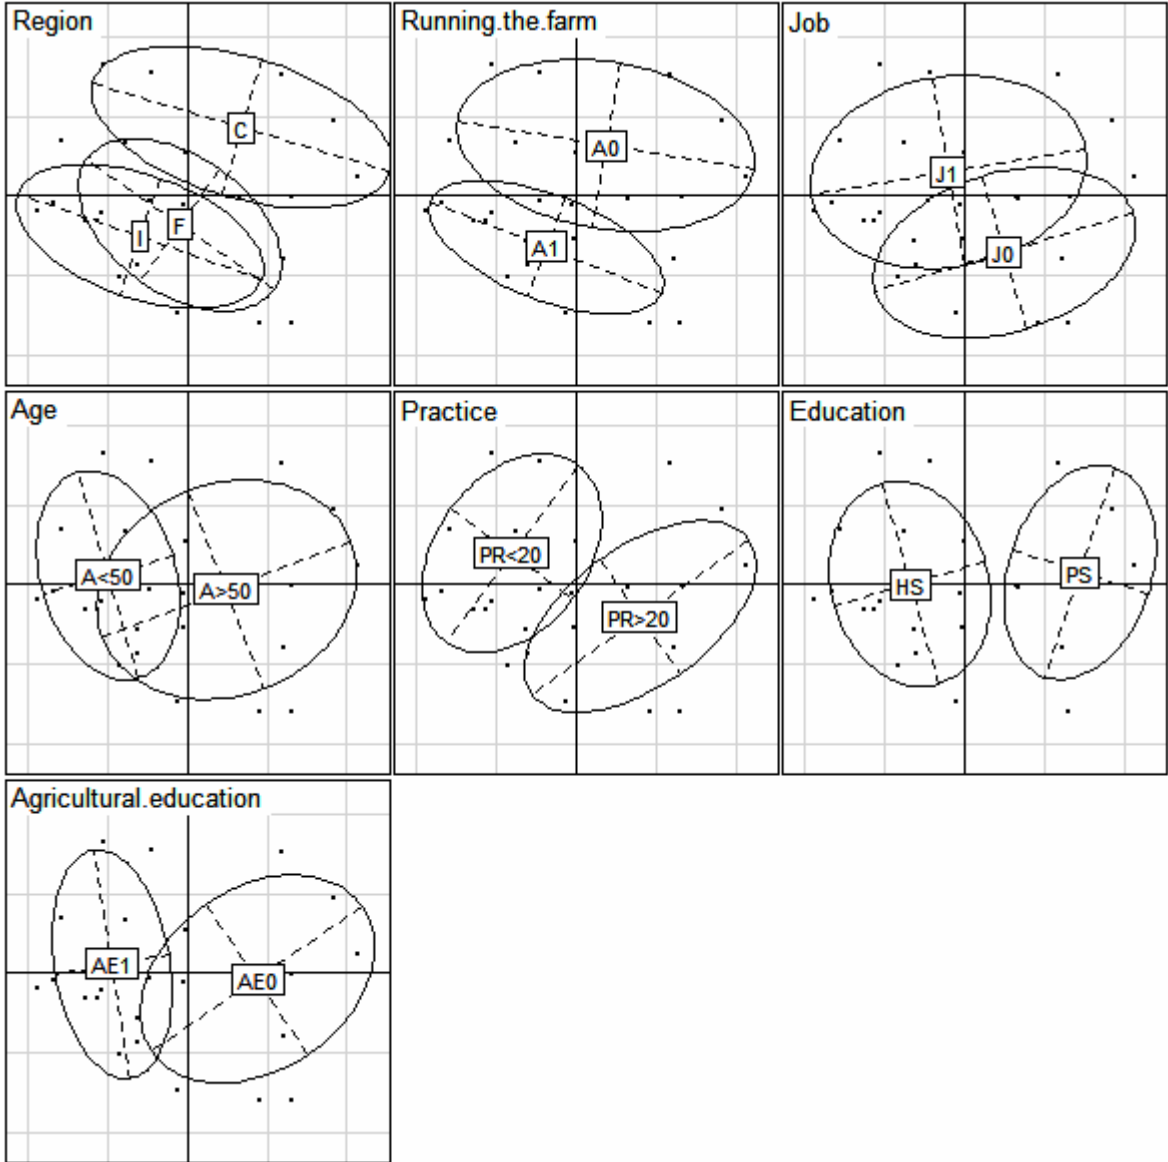 Region
C
F
I
Running.the.farm
A0
A1
Job
J1
J0
Age
A<50
A>50
Practice
PR<20
PR>20
Education
HS
PS
Agricultural.education
AE1
AE0